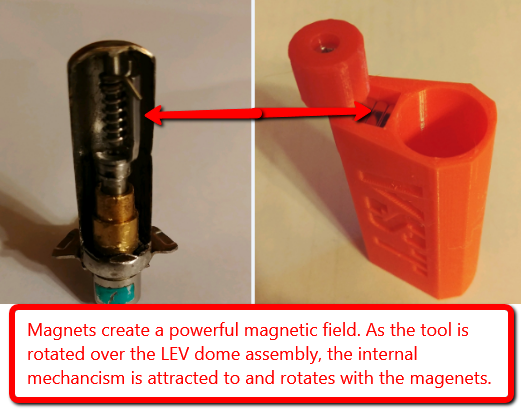 Magnets create a powerful magnetic field. As the tool is
rotated over the LEV dome assembly, the internal
mechancism is attracted to and rotates with the magenets.